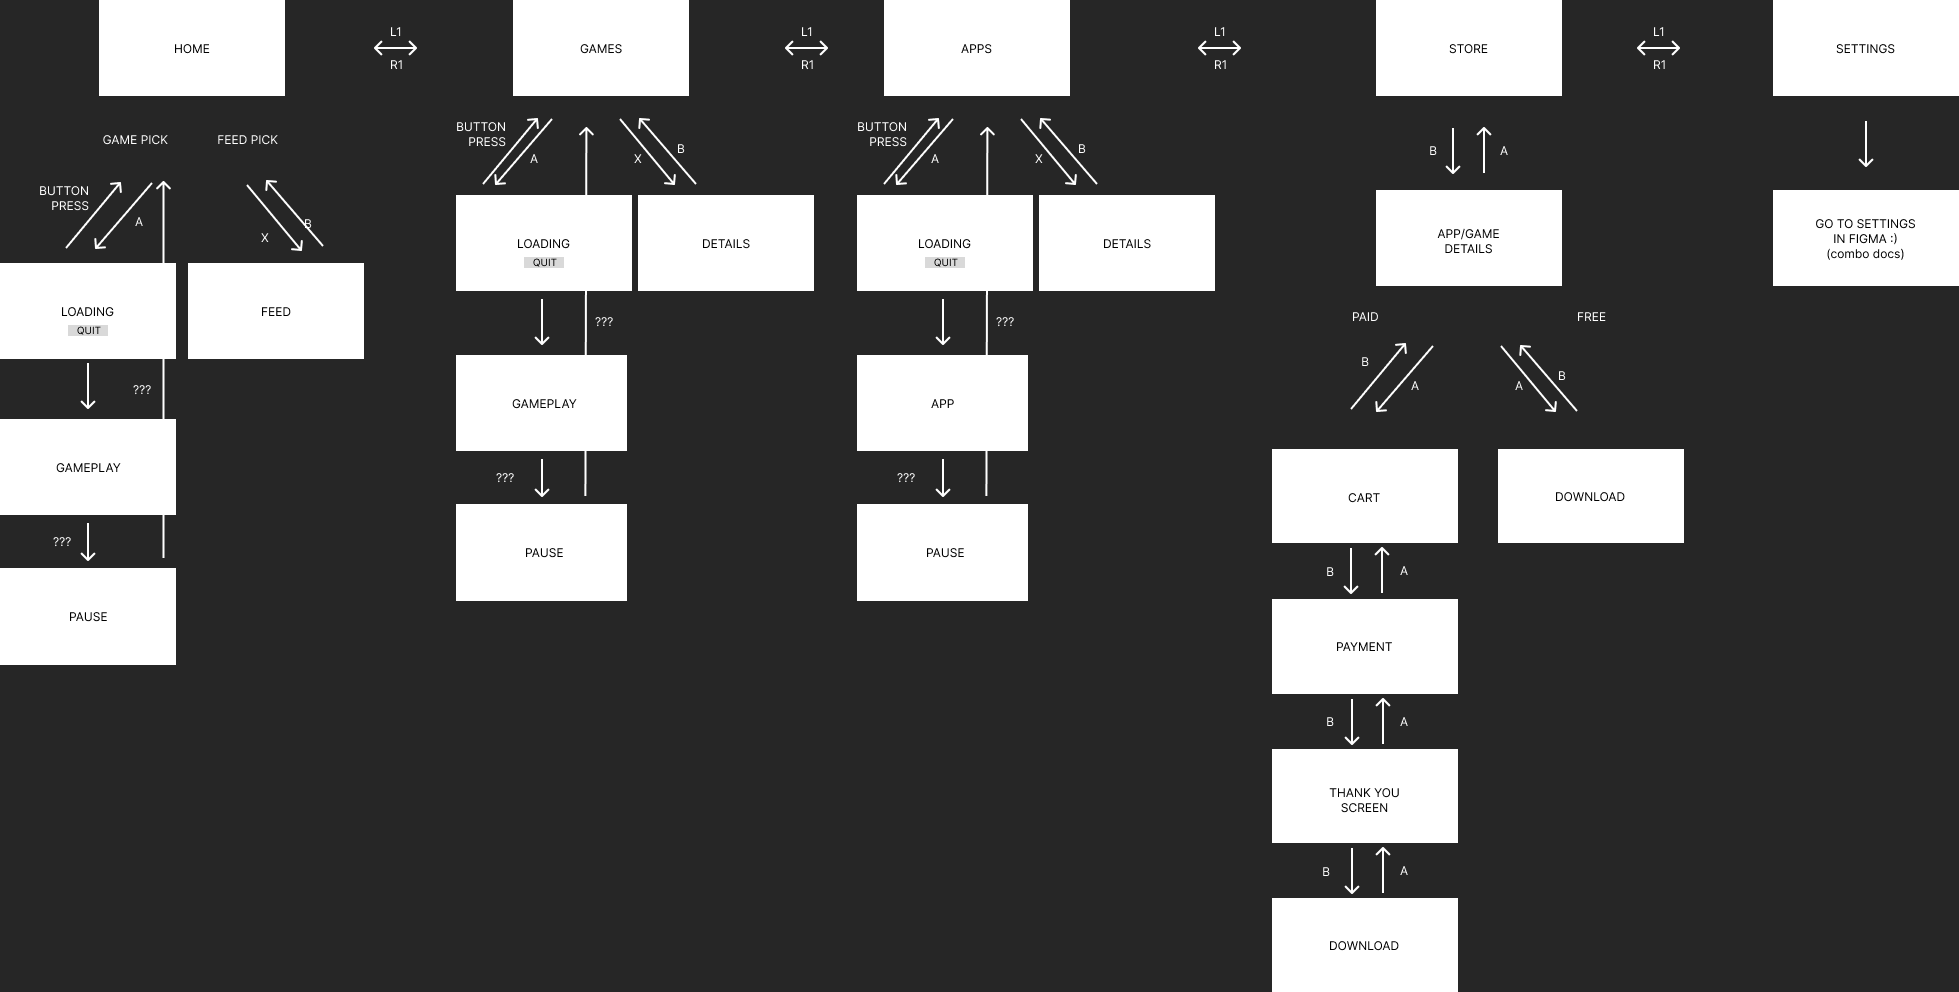 HOME
L1
R1
GAMES
L1
R1
APPS
L1
R1
STORE
L1
R1
SETTINGS
GAME PICK
FEED PICK
BUTTON
PRESS
A
X
B
LOADING
QUIT
FEED
???
GAMEPLAY
???
PAUSE
BUTTON
PRESS
A
X
B
LOADING
QUIT
DETAILS
???
GAMEPLAY
???
PAUSE
BUTTON
PRESS
A
X
B
LOADING
QUIT
DETAILS
???
APP
???
PAUSE
B
A
APP/GAME
DETAILS
PAID
FREE
B
A
A
B
CART
DOWNLOAD
B
A
PAYMENT
B
A
THANK YOU
SCREEN
B
A
DOWNLOAD
GO TO SETTINGS
IN FIGMA :)
(combo docs)